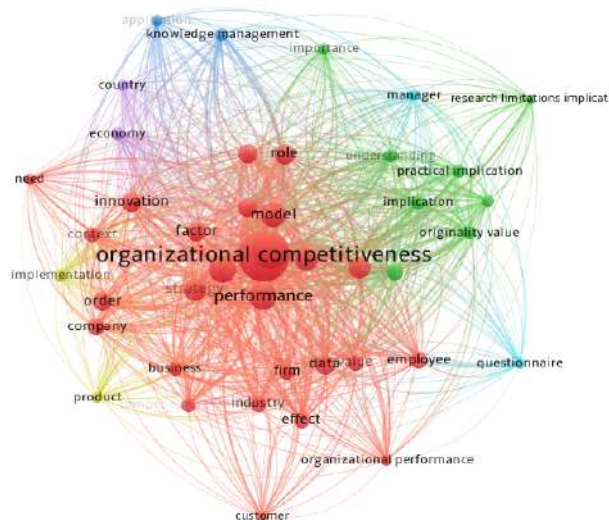 application
knowledge management
importance
country
manager
research limitations implicat
economy
role
understanding
practical implication
need
innovation
model
implication
context
factor
originality value
organizational competitiveness
implementation
strategy
performance
order
company
business
firm
data
value
employee
questionnaire
product
industry
effect
organizational performance
customer